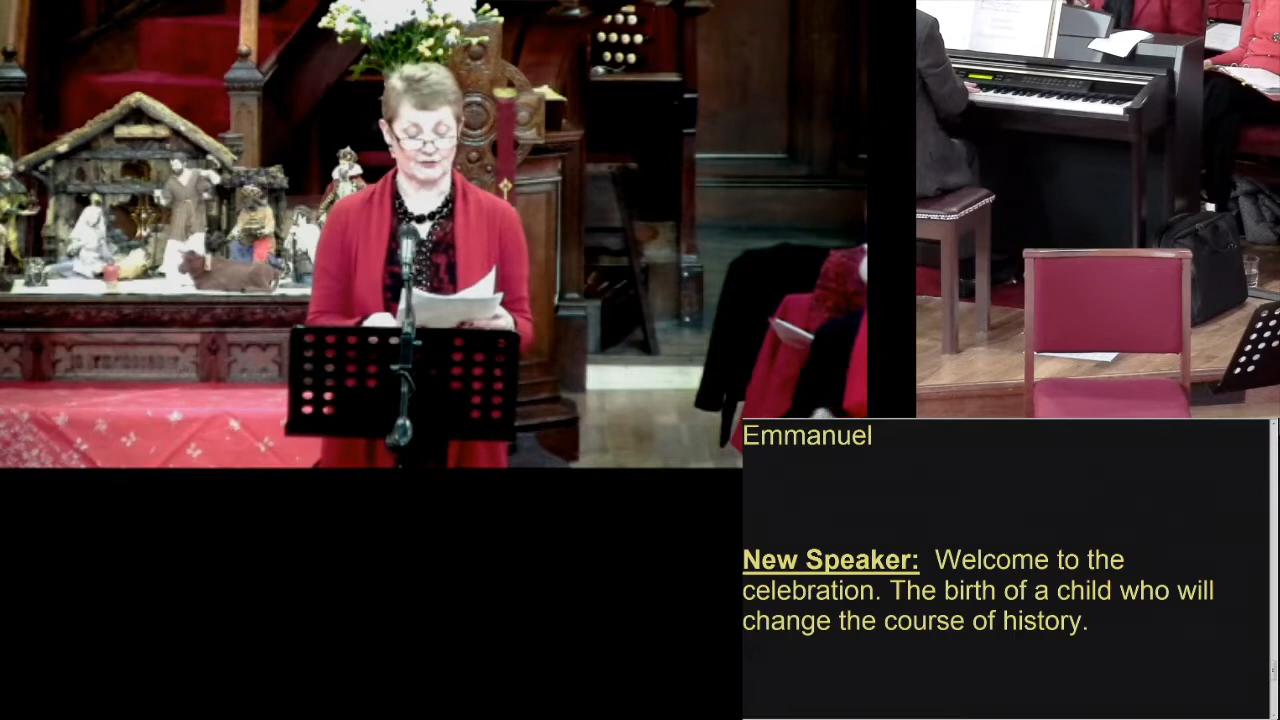 Emmanuel
New Speaker: Welcome to the
celebration. The birth of a child who will
change the course of history.